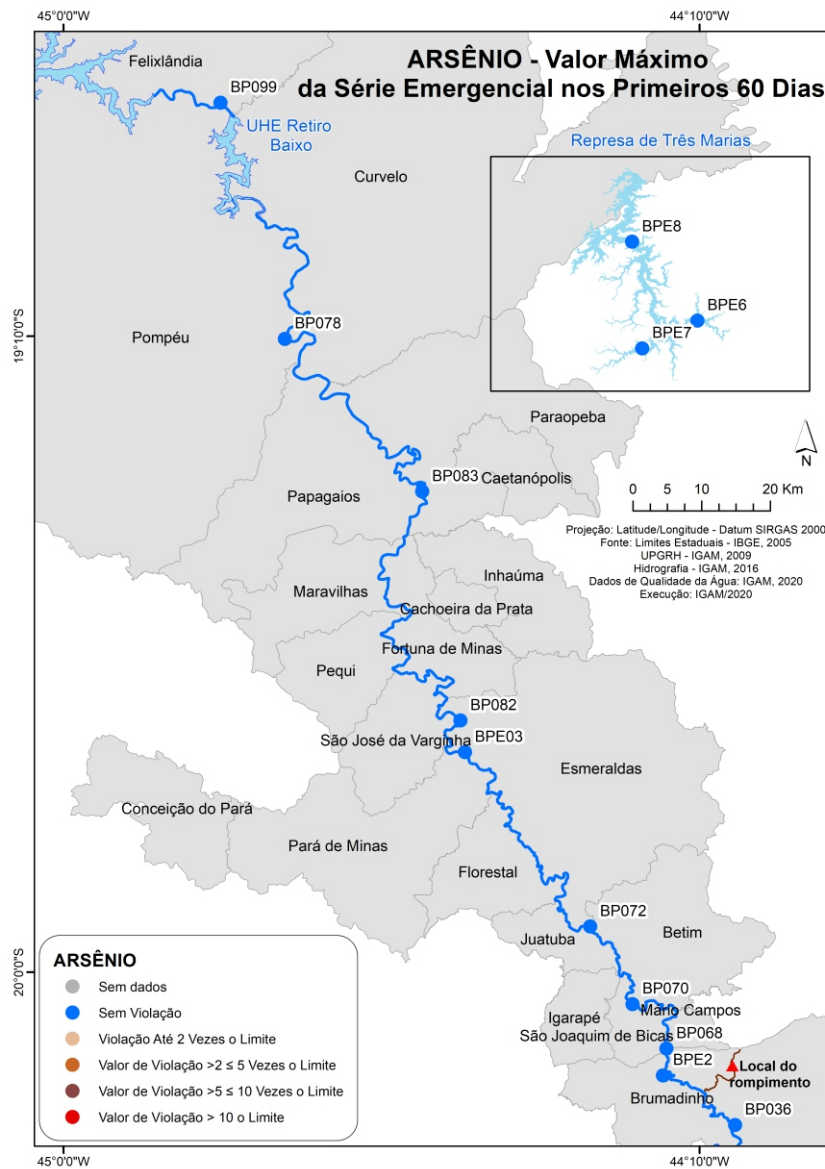 45°0'0"W
44°10'0"W
ARSÊNIO - Valor Máximo
da Série Emergencial nos Primeiros 60 Dias
Felixlândia
BP099
UHE Retiro
Baixo
Represa de Três Marias
Curvelo
BPE8
BPE6
BPE7
BP078
Pompéu
19°10'0"S
Paraopeba
N
BP083
Caetanópolis
Papagaios
0 5 10 20 Km
Projeção: Latitude/Longitude - Datum SIRGAS 2000
Fonte: Limites Estaduais - IBGE, 2005
UPGRH - IGAM, 2009
Hidrografia - IGAM, 2016
Dados de Qualidade da Água: IGAM, 2020
Execução: IGAM/2020
Inhaúma
Maravilhas
Cachoeira da Prata
Fortuna de Minas
Pequi
BP082
São José da Varginha
BPE03
Esmeraldas
Conceição do Pará
Pará de Minas
Florestal
BP072
Juatuba
Betim
20°0'0"S
BP070
Mário Campos
Igarapé
São Joaquim de Bicas
BP068
BPE2
Local do
rompimento
Brumadinho
BP036
ARSÊNIO
Sem dados
Sem Violação
Violação Até 2 Vezes o Limite
Valor de Violação >2 ≤ 5 Vezes o Limite
Valor de Violação >5 ≤ 10 Vezes o Limite
Valor de Violação > 10 o Limite
45°0'0"W
44°10'0"W